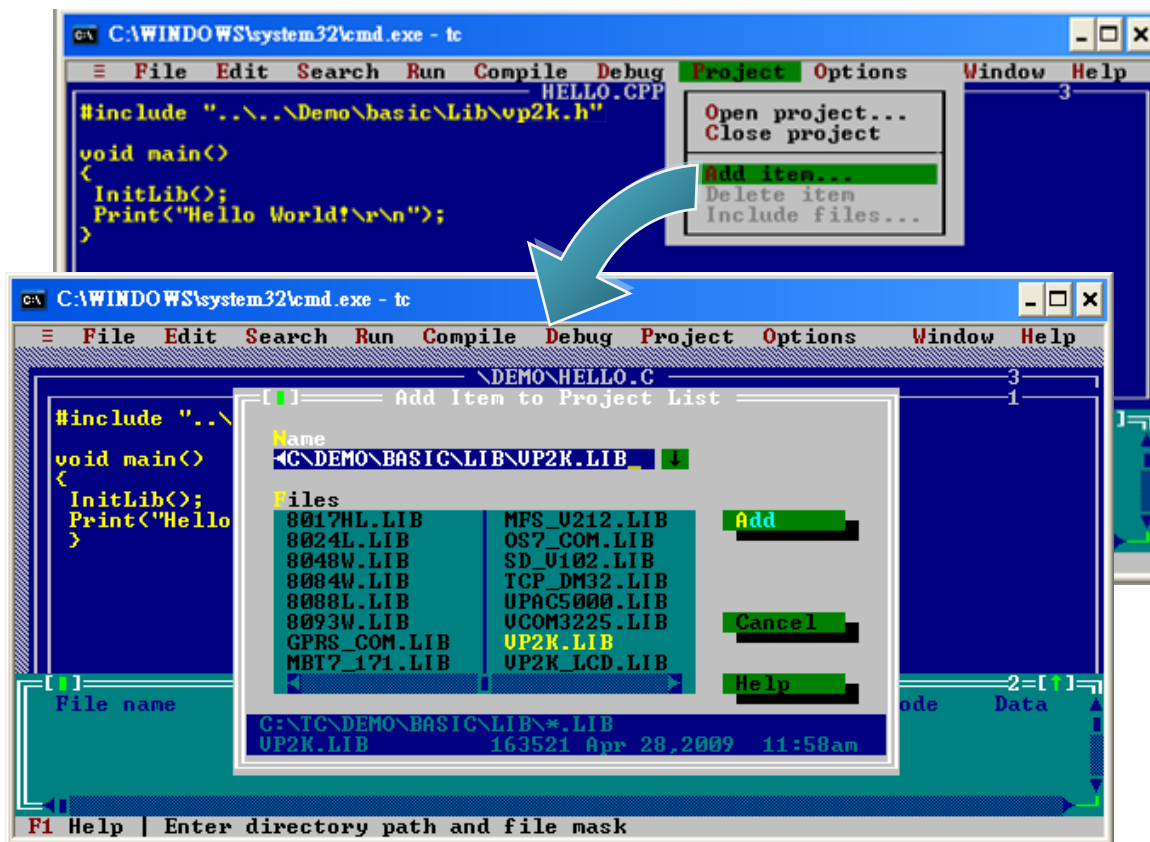 C:\WINDOWS\system32\cmd.exe - tc
≡ File Edit Search Run Compile Debug Project Options Window Help
HELLO.CPP 3
#include "..\..\Demo\basic\Lib\vp2k.h"
void main()
{
InitLib();
Print("Hello World!\r\n");
}
Open project...
Close project
Add item...
Delete item
Include files...
C:\WINDOWS\system32\cmd.exe - tc
≡ File Edit Search Run Compile Debug Project Options Window Help
\DEMO\HELLO.C 3
1
#include "..\
void main()
{
InitLib();
Print("Hello
}
Add Item to Project List
Name
◄C\DEMO\BASIC\LIB\VP2K.LIB_
Files
8017HL.LIB MFS_V212.LIB
8024L.LIB OS7_COM.LIB
8048W.LIB SD_V102.LIB
8084W.LIB TCP_DM32.LIB
8088L.LIB UPAC5000.LIB
8093W.LIB VCOM3225.LIB
GPRS_COM.LIB VP2K.LIB
MBT7_171.LIB VP2K_LCD.LIB
Add
Cancel
Help
C:\TC\DEMO\BASIC\LIB\*.LIB
VP2K.LIB 163521 Apr 28,2009 11:58am
2=[↑]
File name ode Data
F1 Help | Enter directory path and file mask